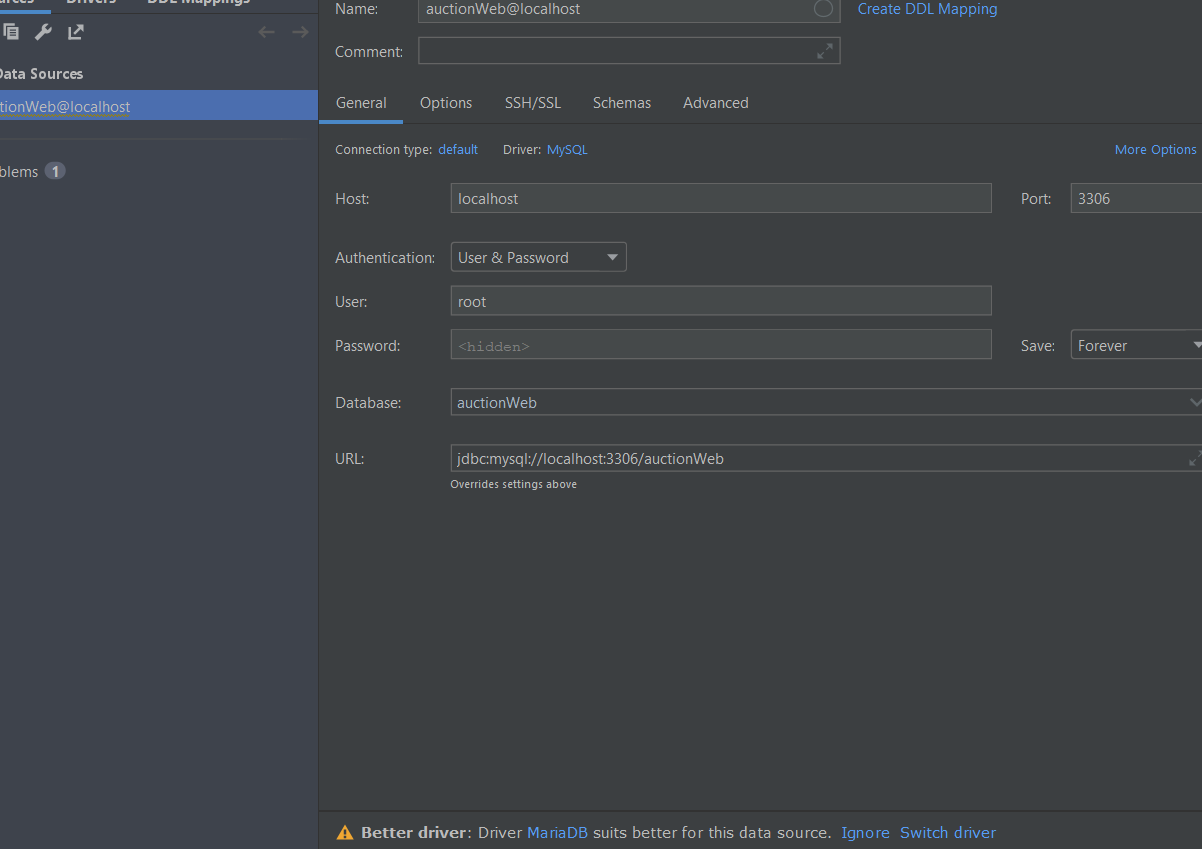 Drivers
DDL Mappings
Data Sources
tionWeb@localhost
blems 1
Name: auctionWeb@localhost Create DDL Mapping
Comment:
General Options SSH/SSL Schemas Advanced
Connection type: default Driver: MySQL More Options
Host: localhost Port: 3306
Authentication: User & Password
User: root
Password: <hidden> Save: Forever
Database: auctionWeb
URL: jdbc:mysql://localhost:3306/auctionWeb
Overrides settings above
Better driver: Driver MariaDB suits better for this data source. Ignore Switch driver